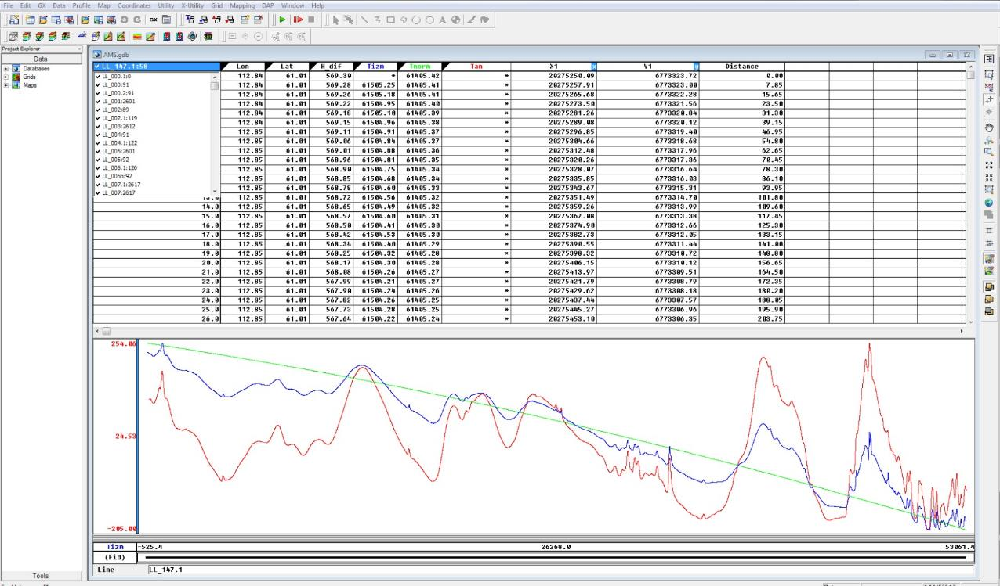 File Edit GX Data Profile Map Coordinates Utility X-Utility Grid Mapping DAP Window Help
GX
Project Explorer
Data
Databases
Grids
Maps
AMS.gdb
LL_147.1:58 Lon Lat H_dif Tizm Tnorm Tan X1 x Y1 y Distance
LL_000.1:0
LL_000:91
LL_000.2:91
LL_001:2601
LL_002:89
LL_002.1:119
LL_003:2612
LL_004:91
LL_004.1:122
LL_005:2601
LL_006:92
LL_006.1:120
LL_006b:92
LL_007.1:2617
LL_007:2617
112.84 61.01 569.30 * 61405.42 * 20275250.09 6773323.72 0.00
112.84 61.01 569.28 61505.25 61405.41 * 20275257.91 6773323.00 7.85
112.84 61.01 569.26 61505.18 61405.41 * 20275265.68 6773322.28 15.65
112.84 61.01 569.22 61504.95 61405.40 * 20275273.50 6773321.56 23.50
112.84 61.01 569.18 61505.10 61405.39 * 20275281.26 6773320.84 31.30
112.84 61.01 569.15 61504.96 61405.38 * 20275289.08 6773320.12 39.15
112.85 61.01 569.11 61504.91 61405.37 * 20275296.85 6773319.40 46.95
112.85 61.01 569.06 61504.84 61405.37 * 20275304.66 6773318.68 54.80
112.85 61.01 569.01 61504.88 61405.36 * 20275312.48 6773317.96 62.65
112.85 61.01 568.96 61504.81 61405.35 * 20275320.26 6773317.36 70.45
112.85 61.01 568.90 61504.75 61405.34 * 20275328.07 6773316.64 78.30
112.85 61.01 568.85 61504.68 61405.34 * 20275335.85 6773316.03 86.10
112.85 61.01 568.78 61504.60 61405.33 * 20275343.67 6773315.31 93.95
112.85 61.01 568.72 61504.56 61405.32 * 20275351.49 6773314.70 101.80
14.0 112.85 61.01 568.65 61504.49 61405.32 * 20275359.26 6773313.99 109.60
15.0 112.85 61.01 568.57 61504.60 61405.31 * 20275367.08 6773313.38 117.45
16.0 112.85 61.01 568.50 61504.41 61405.30 * 20275374.90 6773312.66 125.30
17.0 112.85 61.01 568.42 61504.53 61405.30 * 20275382.73 6773312.05 133.15
18.0 112.85 61.01 568.34 61504.40 61405.29 * 20275390.55 6773311.44 141.00
19.0 112.85 61.01 568.25 61504.32 61405.28 * 20275398.32 6773310.72 148.80
20.0 112.85 61.01 568.17 61504.30 61405.28 * 20275406.15 6773310.12 156.65
21.0 112.85 61.01 568.08 61504.26 61405.27 * 20275413.97 6773309.51 164.50
22.0 112.85 61.01 567.99 61504.21 61405.27 * 20275421.79 6773308.79 172.35
23.0 112.85 61.01 567.90 61504.24 61405.26 * 20275429.62 6773308.18 180.20
24.0 112.85 61.01 567.82 61504.26 61405.25 * 20275437.44 6773307.57 188.05
25.0 112.85 61.01 567.73 61504.28 61405.25 * 20275445.27 6773306.96 195.90
26.0 112.85 61.01 567.64 61504.22 61405.24 * 20275453.10 6773306.35 203.75
254.06
24.53
-205.00
Tizm -525.4 26268.0 53061.4
(Fid)
Line LL_147.1
Tools